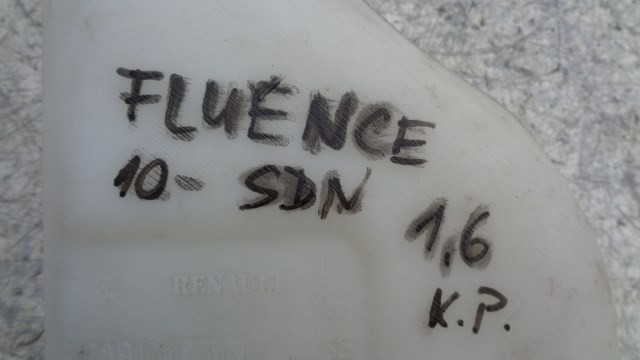 FLUENCE
10- SDN
1,6
K.P.
RENAULT